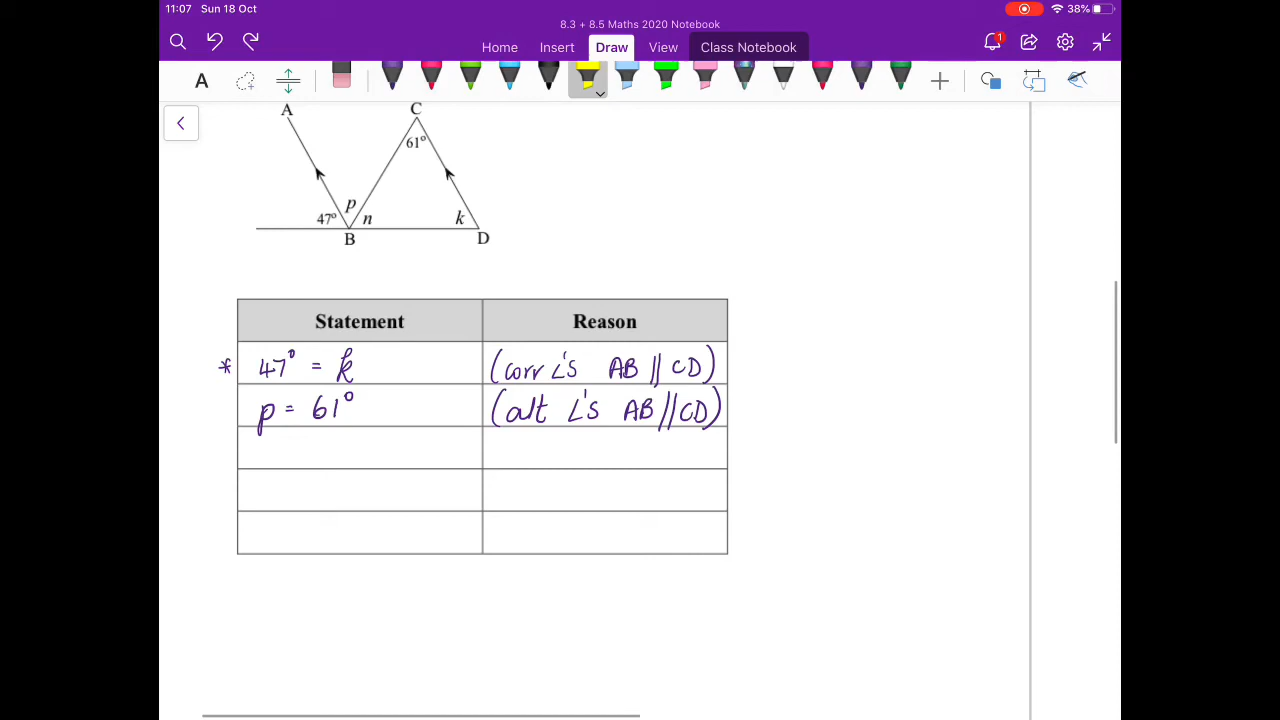 11:07 Sun 18 Oct
38%
8.3 + 8.5 Maths 2020 Notebook
Home Insert Draw View Class Notebook
1
A
A C
61°
p
47° n k
B D
Statement Reason
* 47° = k (corr ∠'s AB // CD)
p = 61° (alt ∠'s AB // CD)